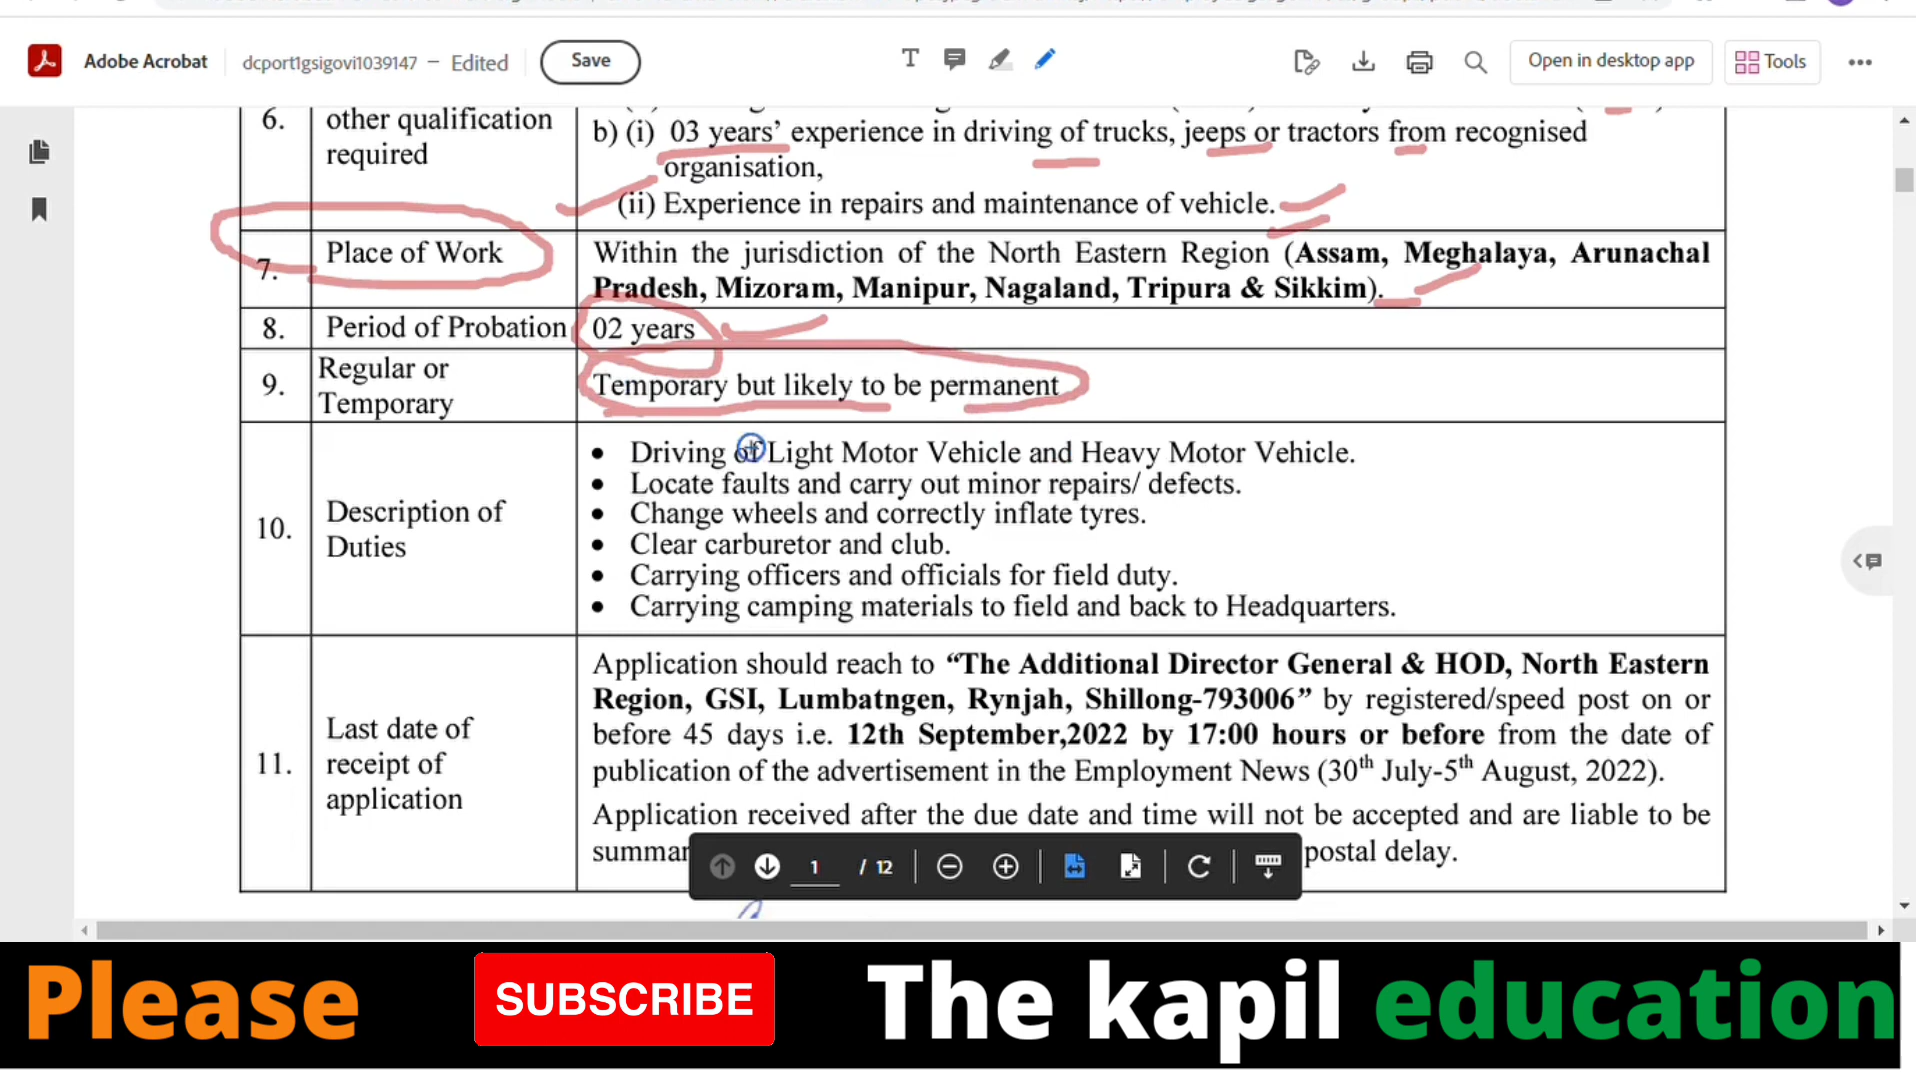 Adobe Acrobat
dcport1gsigovi1039147 – Edited
Save
Open in desktop app
Tools
6.
other qualification
required
b) (i) 03 years’ experience in driving of trucks, jeeps or tractors from recognised
organisation,
(ii) Experience in repairs and maintenance of vehicle.
7.
Place of Work
Within the jurisdiction of the North Eastern Region (Assam, Meghalaya, Arunachal
Pradesh, Mizoram, Manipur, Nagaland, Tripura & Sikkim).
8.
Period of Probation
02 years
9.
Regular or
Temporary
Temporary but likely to be permanent
10.
Description of
Duties
• Driving of Light Motor Vehicle and Heavy Motor Vehicle.
• Locate faults and carry out minor repairs/ defects.
• Change wheels and correctly inflate tyres.
• Clear carburetor and club.
• Carrying officers and officials for field duty.
• Carrying camping materials to field and back to Headquarters.
11.
Last date of
receipt of
application
Application should reach to “The Additional Director General & HOD, North Eastern
Region, GSI, Lumbatngen, Rynjah, Shillong-793006” by registered/speed post on or
before 45 days i.e. 12th September,2022 by 17:00 hours or before from the date of
publication of the advertisement in the Employment News (30th July-5th August, 2022).
Application received after the due date and time will not be accepted and are liable to be
postal delay.
1 / 12
Please
SUBSCRIBE
The kapil education